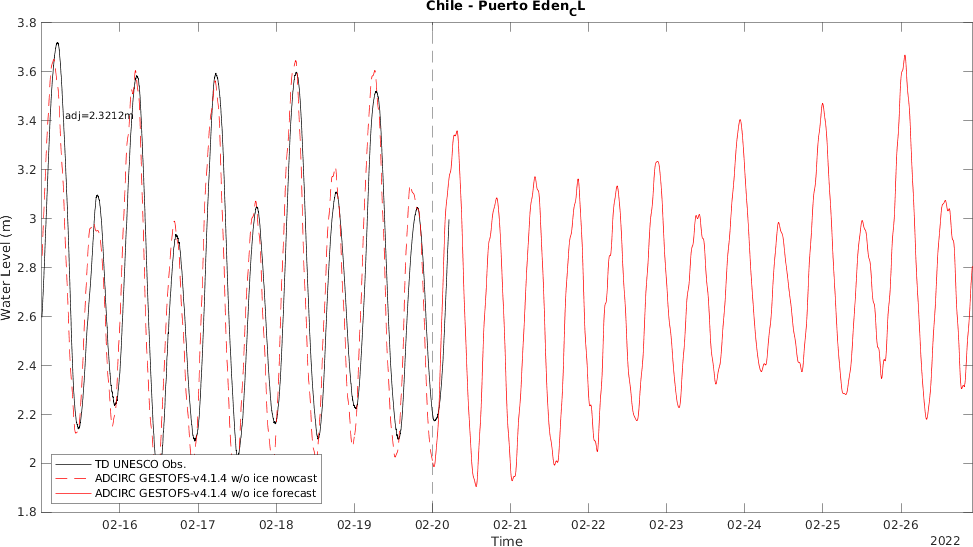 Chile - Puerto Eden_CL
3.8
3.6
3.4
3.2
3
2.8
2.6
2.4
2.2
2
1.8
Water Level (m)
adj=2.3212m
TD UNESCO Obs.
ADCIRC GESTOFS-v4.1.4 w/o ice nowcast
ADCIRC GESTOFS-v4.1.4 w/o ice forecast
02-16 02-17 02-18 02-19 02-20 02-21 02-22 02-23 02-24 02-25 02-26
Time
2022